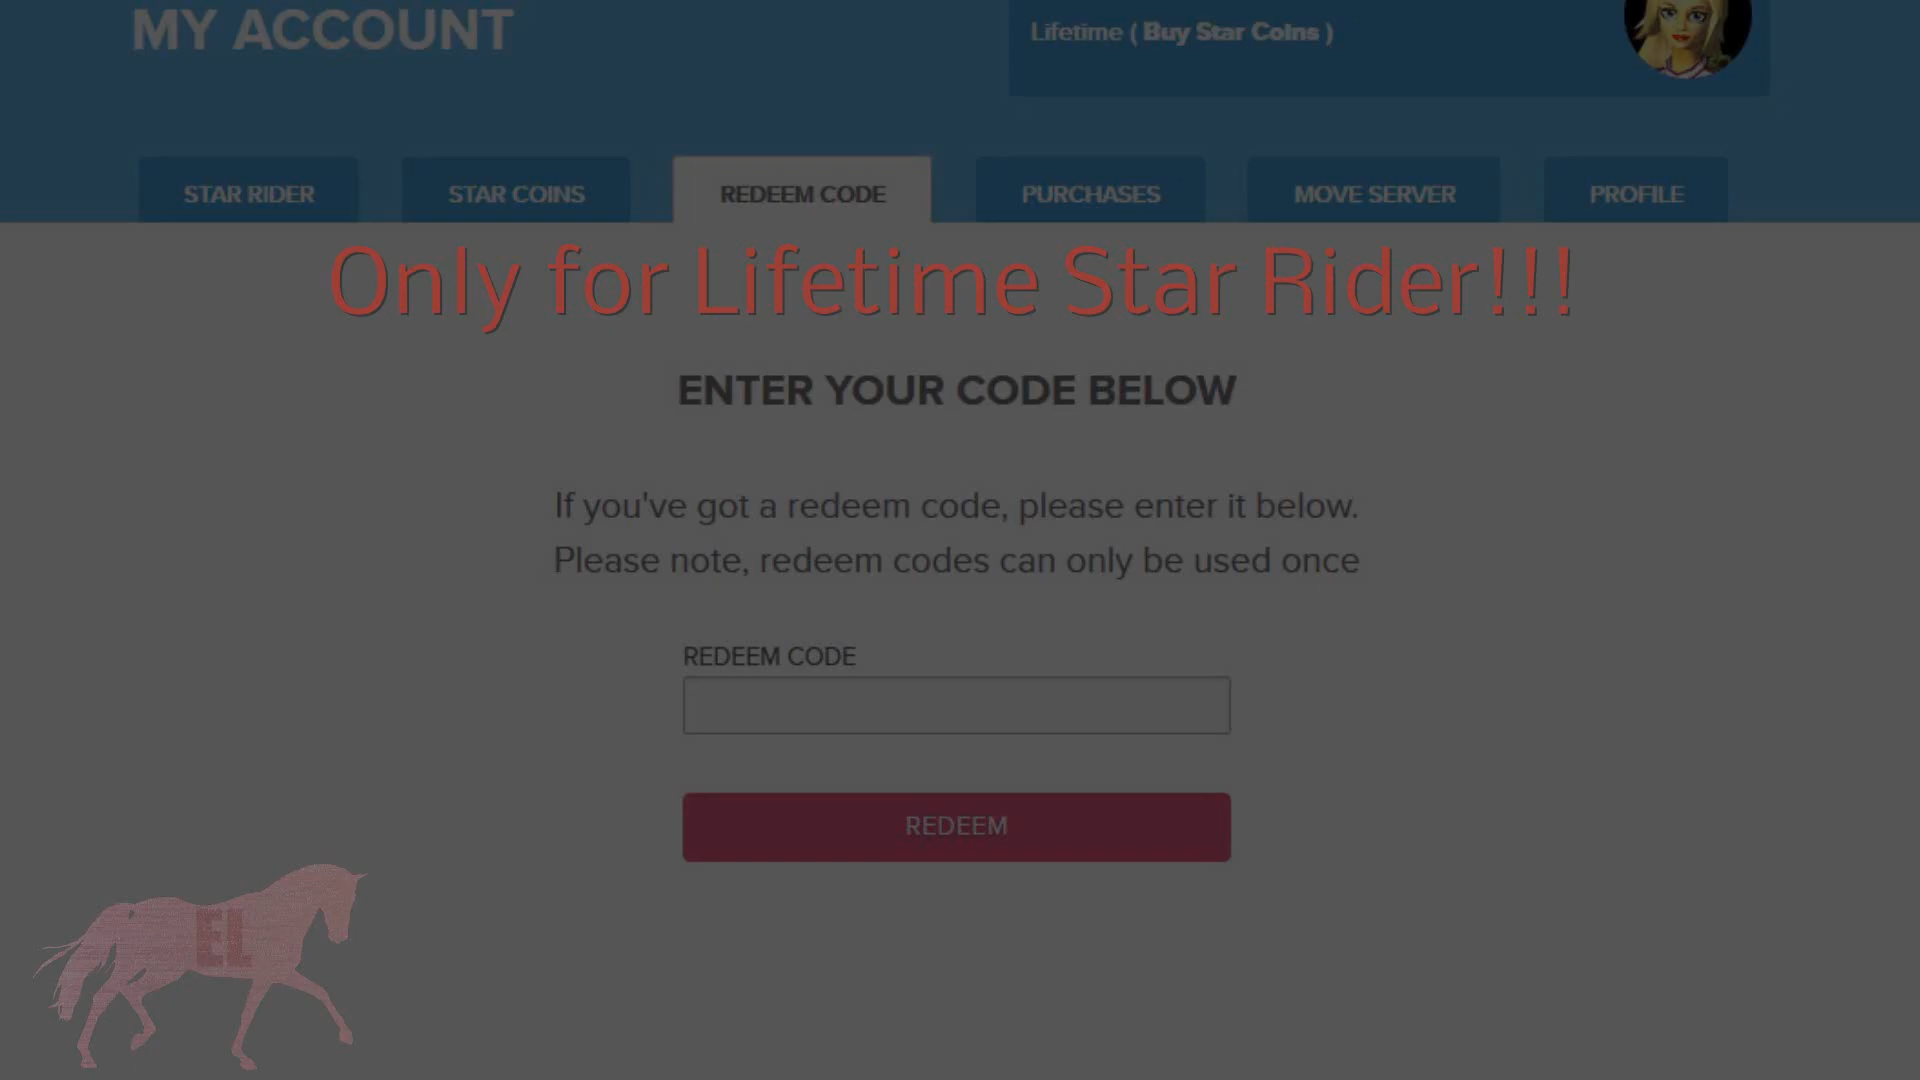 MY ACCOUNT
Lifetime ( Buy Star Coins )
STAR RIDER
STAR COINS
REDEEM CODE
PURCHASES
MOVE SERVER
PROFILE
Only for Lifetime Star Rider!!!
ENTER YOUR CODE BELOW
If you've got a redeem code, please enter it below.
Please note, redeem codes can only be used once
REDEEM CODE
REDEEM
EL